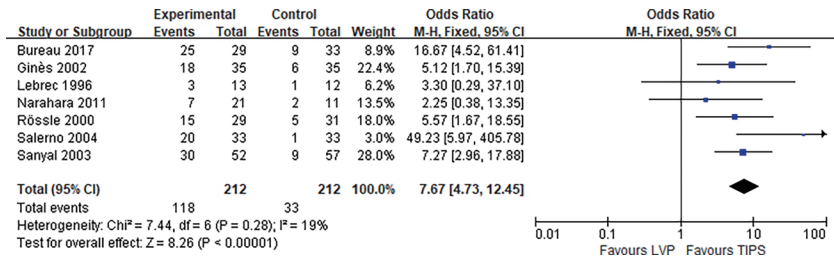 Experimental Control Odds Ratio Odds Ratio
Study or Subgroup Events Total Events Total Weight M-H, Fixed, 95% CI M-H, Fixed, 95% CI
Bureau 2017 25 29 9 33 8.9% 16.67 [4.52, 61.41]
Ginès 2002 18 35 6 35 22.4% 5.12 [1.70, 15.39]
Lebrec 1996 3 13 1 12 6.2% 3.30 [0.29, 37.10]
Narahara 2011 7 21 2 11 13.5% 2.25 [0.38, 13.35]
Rössle 2000 15 29 5 31 18.0% 5.57 [1.67, 18.55]
Salerno 2004 20 33 1 33 3.0% 49.23 [5.97, 405.78]
Sanyal 2003 30 52 9 57 28.0% 7.27 [2.96, 17.88]
Total (95% CI) 212 212 100.0% 7.67 [4.73, 12.45]
Total events 118 33
Heterogeneity: Chi² = 7.44, df = 6 (P = 0.28); I² = 19%
Test for overall effect: Z = 8.26 (P < 0.00001)
0.01 0.1 1 10 100
Favours LVP Favours TIPS